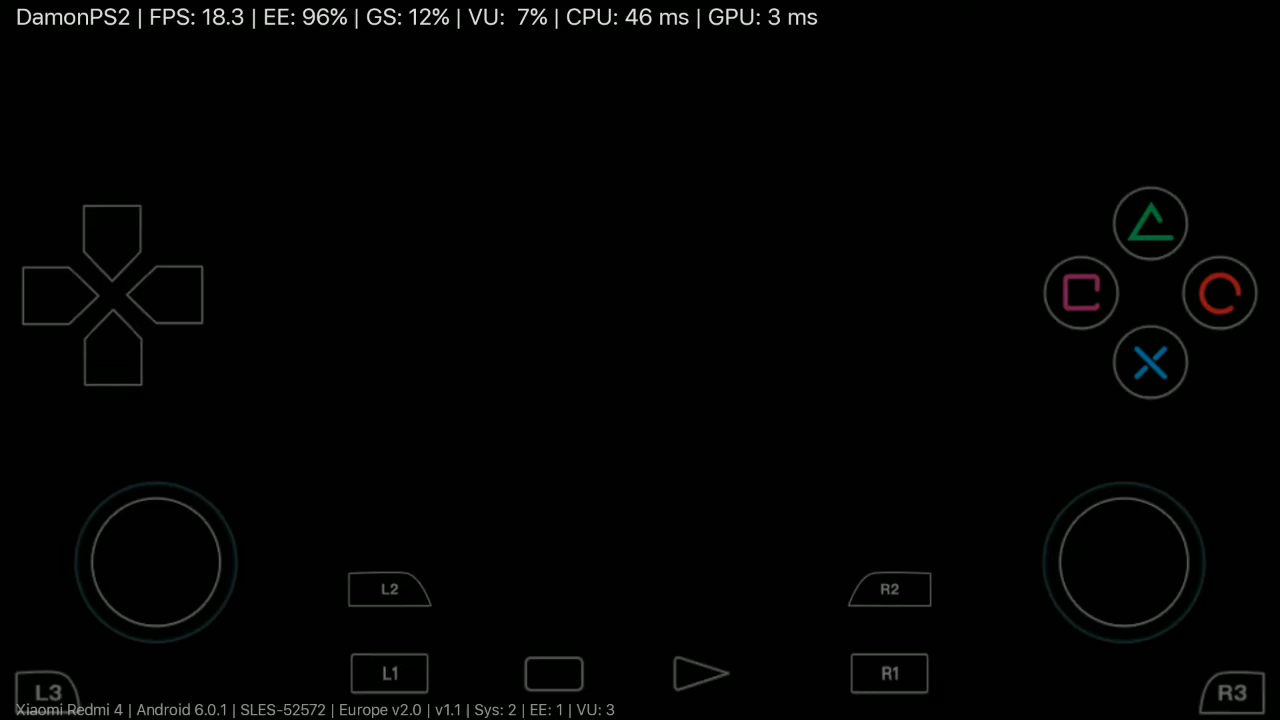 DamonPS2 | FPS: 18.3 | EE: 96% | GS: 12% | VU:  7% | CPU: 46 ms | GPU: 3 ms
L2
R2
L1
R1
L3
R3
Xiaomi Redmi 4 | Android 6.0.1 | SLES-52572 | Europe v2.0 | v1.1 | Sys: 2 | EE: 1 | VU: 3